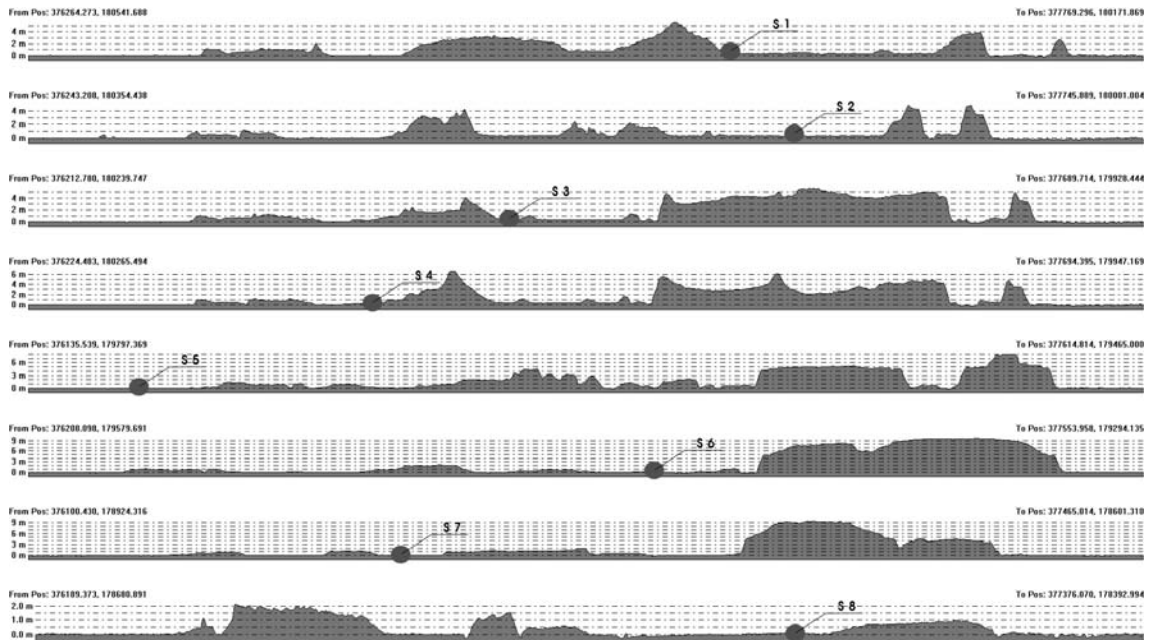 From Pos: 376264.273, 180541.688 To Pos: 377769.296, 180171.869
S 1
4 m
2 m
0 m
From Pos: 376243.208, 180354.438 To Pos: 377745.889, 180001.004
S 2
4 m
2 m
0 m
From Pos: 376212.780, 180239.747 To Pos: 377689.714, 179928.444
S 3
4 m
2 m
0 m
From Pos: 376224.483, 180265.494 To Pos: 377694.395, 179947.169
S 4
6 m
4 m
2 m
0 m
From Pos: 376135.539, 179797.369 To Pos: 377614.814, 179465.000
S 5
6 m
3 m
0 m
From Pos: 376208.098, 179579.691 To Pos: 377553.958, 179294.135
S 6
9 m
6 m
3 m
0 m
From Pos: 376100.430, 178924.316 To Pos: 377465.014, 178601.310
S 7
9 m
6 m
3 m
0 m
From Pos: 376109.373, 178680.891 To Pos: 377376.070, 178392.994
S 8
2.0 m
1.0 m
0.0 m